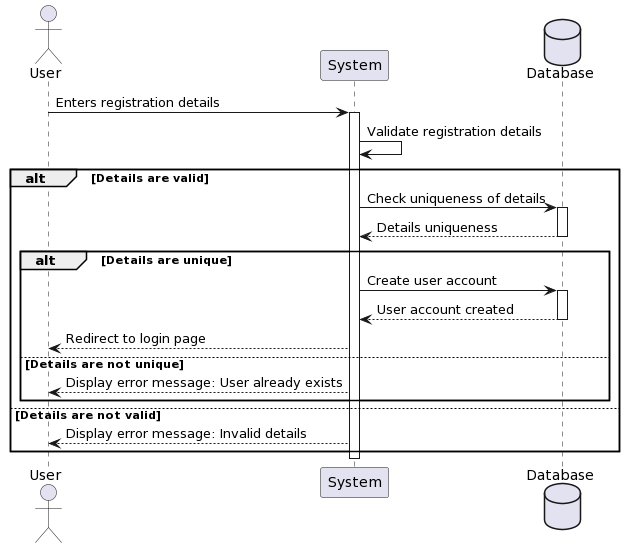 User
System
Database
Enters registration details
Validate registration details
alt
[Details are valid]
Check uniqueness of details
Details uniqueness
alt
[Details are unique]
Create user account
User account created
Redirect to login page
[Details are not unique]
Display error message: User already exists
[Details are not valid]
Display error message: Invalid details
User
System
Database